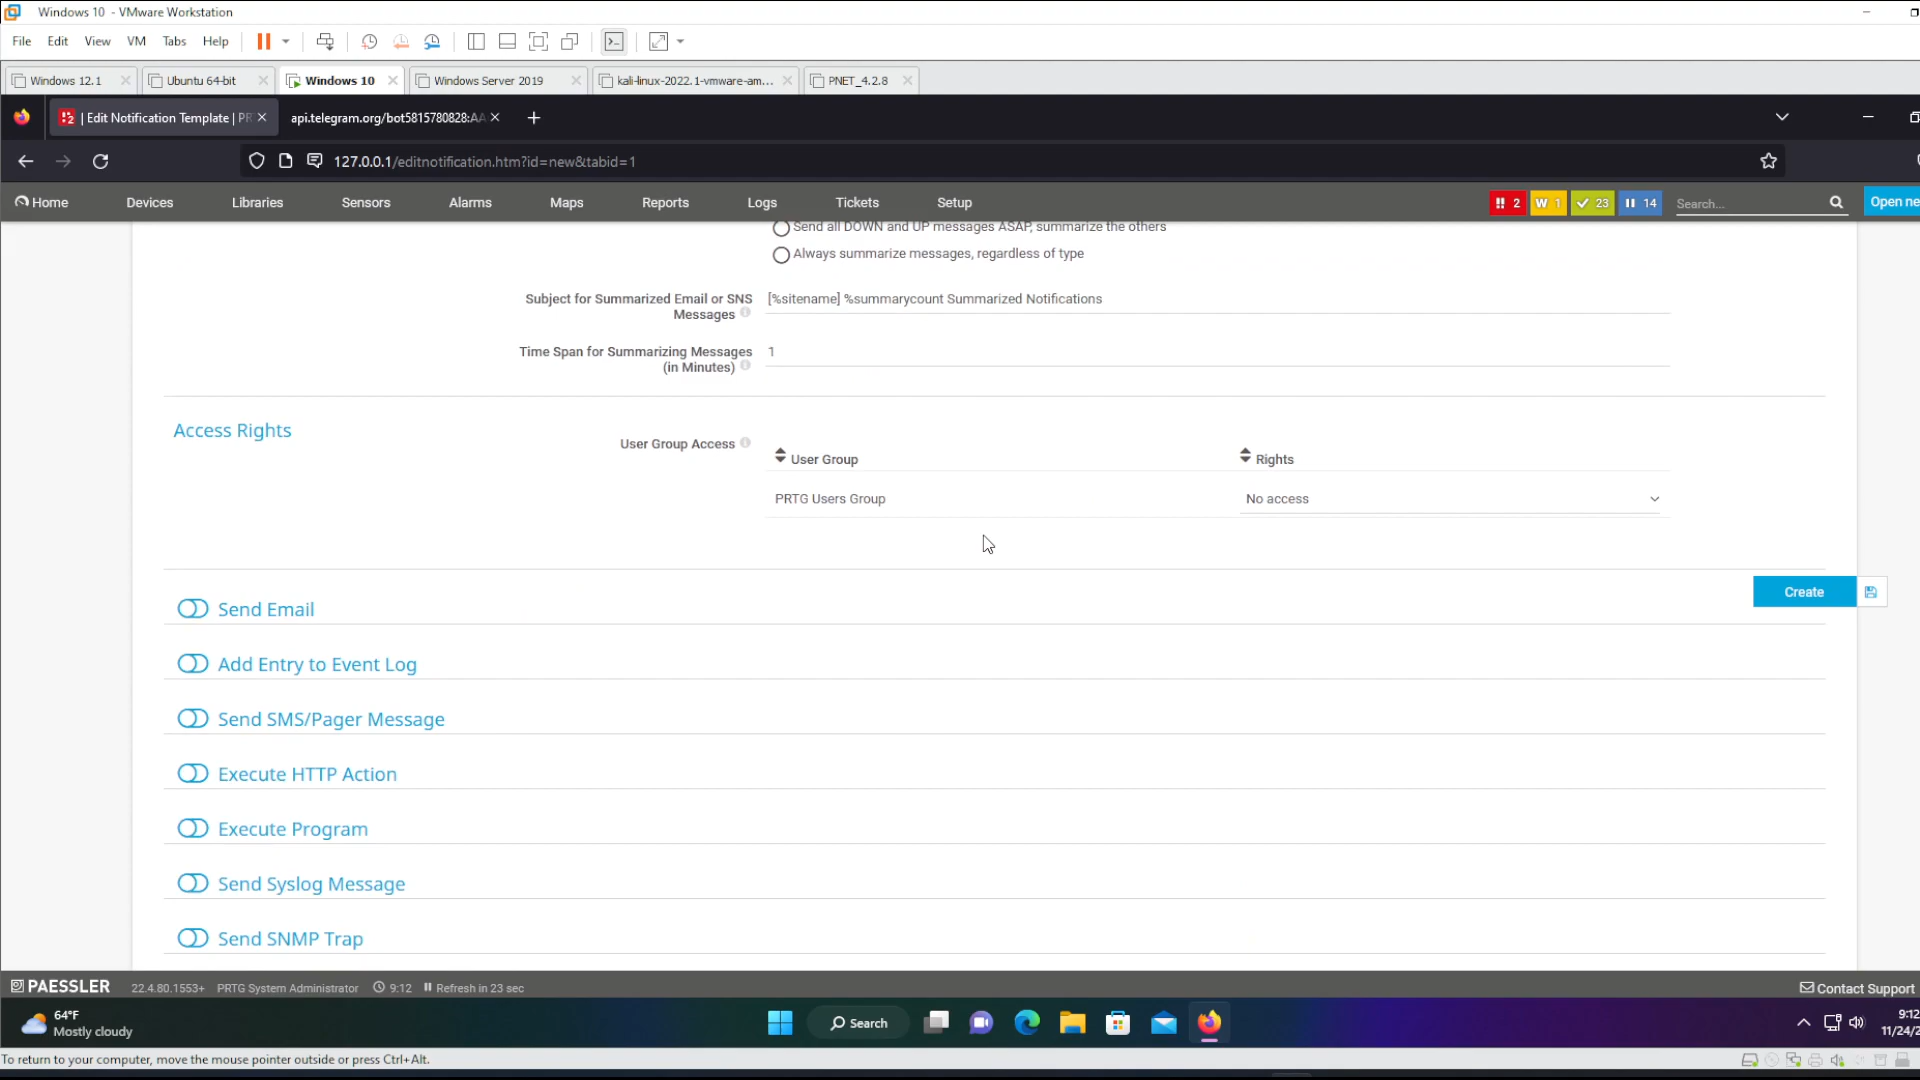 Windows 10 - VMware Workstation
File Edit View VM Tabs Help
Windows 12.1 Ubuntu 64-bit Windows 10 Windows Server 2019 kali-linux-2022.1-vmware-am... PNET_4.2.8
| Edit Notification Template | PR api.telegram.org/bot5815780828:AA
127.0.0.1/editnotification.htm?id=new&tabid=1
Home Devices Libraries Sensors Alarms Maps Reports Logs Tickets Setup !! 2 W 1 23 14 Search... Open ne
Send all DOWN and UP messages ASAP, summarize the others
Always summarize messages, regardless of type
Subject for Summarized Email or SNS [%sitename] %summarycount Summarized Notifications
Messages
Time Span for Summarizing Messages 1
(in Minutes)
Access Rights
User Group Access
User Group Rights
PRTG Users Group No access
Send Email
Create
Add Entry to Event Log
Send SMS/Pager Message
Execute HTTP Action
Execute Program
Send Syslog Message
Send SNMP Trap
PAESSLER 22.4.80.1553+ PRTG System Administrator 9:12 Refresh in 23 sec Contact Support
64°F
Mostly cloudy
Search
9:12
11/24/2
To return to your computer, move the mouse pointer outside or press Ctrl+Alt.